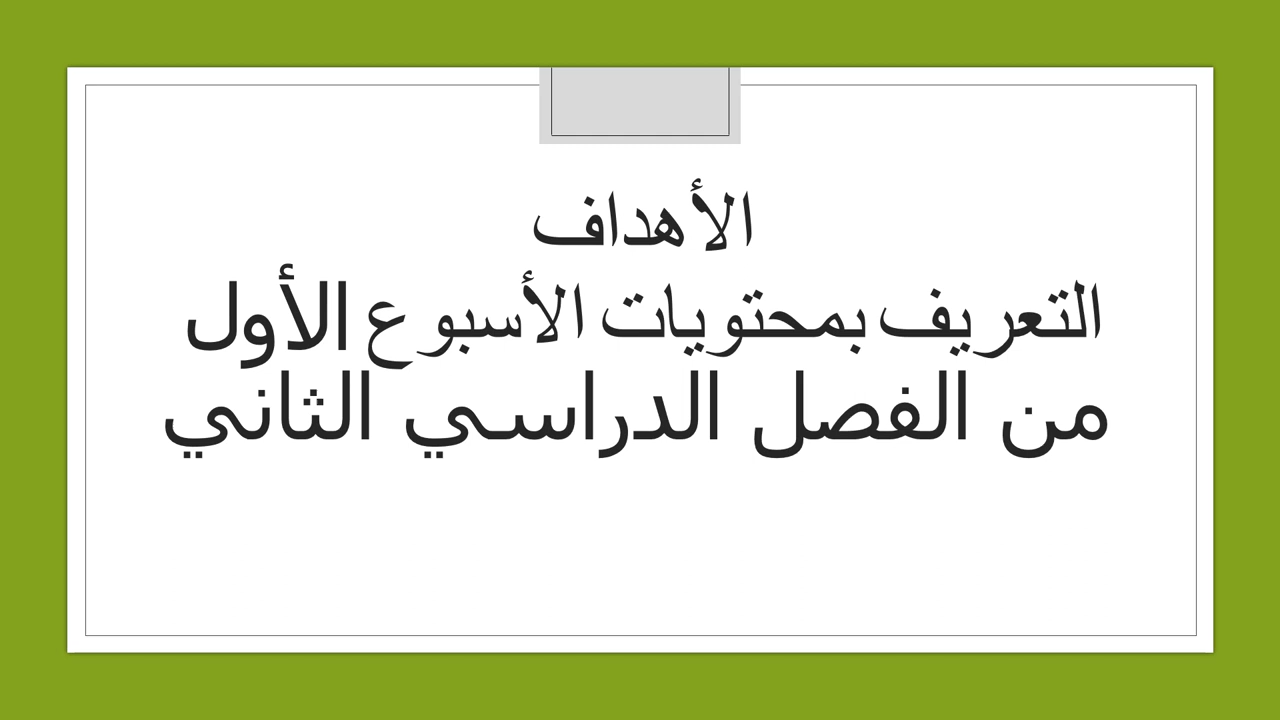 الأهداف
التعريف بمحتويات الأسبوع الأول
من الفصل الدراسي الثاني